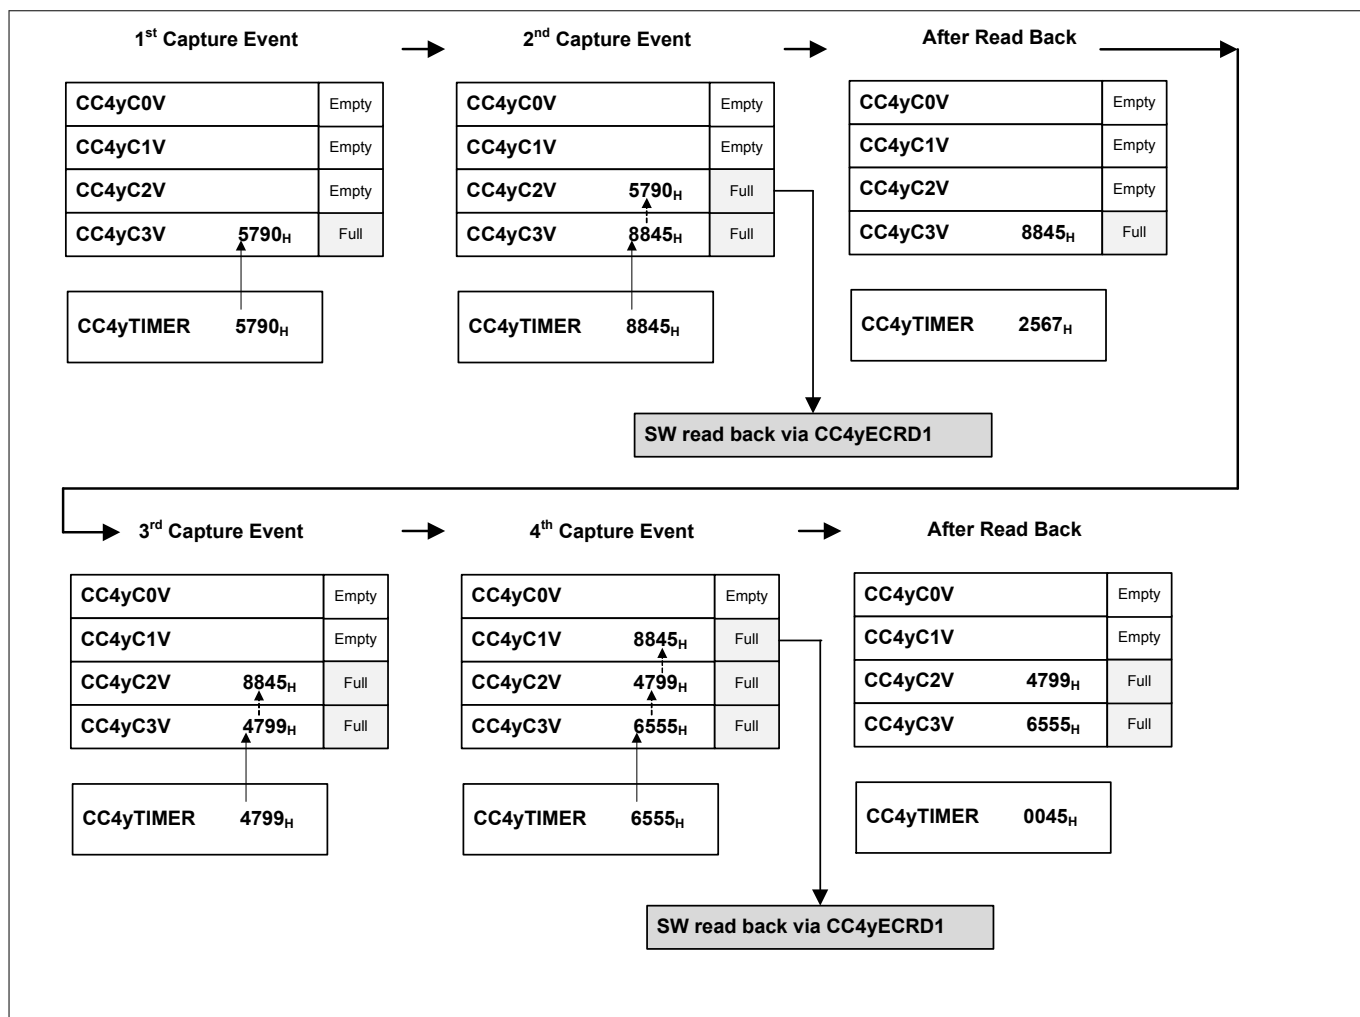 1st Capture Event
2nd Capture Event
After Read Back
CC4yC0V Empty
CC4yC1V Empty
CC4yC2V Empty
CC4yC3V 5790H Full
CC4yTIMER 5790H
CC4yC0V Empty
CC4yC1V Empty
CC4yC2V 5790H Full
CC4yC3V 8845H Full
CC4yTIMER 8845H
CC4yC0V Empty
CC4yC1V Empty
CC4yC2V Empty
CC4yC3V 8845H Full
CC4yTIMER 2567H
SW read back via CC4yECRD1
3rd Capture Event
4th Capture Event
After Read Back
CC4yC0V Empty
CC4yC1V Empty
CC4yC2V 8845H Full
CC4yC3V 4799H Full
CC4yTIMER 4799H
CC4yC0V Empty
CC4yC1V 8845H Full
CC4yC2V 4799H Full
CC4yC3V 6555H Full
CC4yTIMER 6555H
CC4yC0V Empty
CC4yC1V Empty
CC4yC2V 4799H Full
CC4yC3V 6555H Full
CC4yTIMER 0045H
SW read back via CC4yECRD1